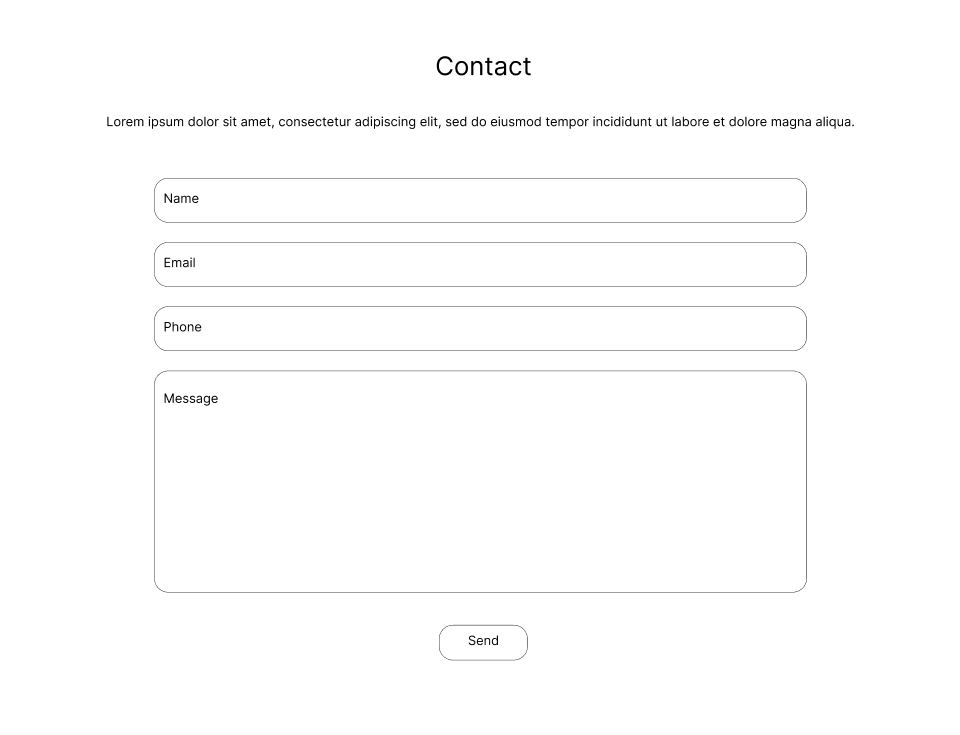 Contact
Lorem ipsum dolor sit amet, consectetur adipiscing elit, sed do eiusmod tempor incididunt ut labore et dolore magna aliqua.
Name
Email
Phone
Message
Send